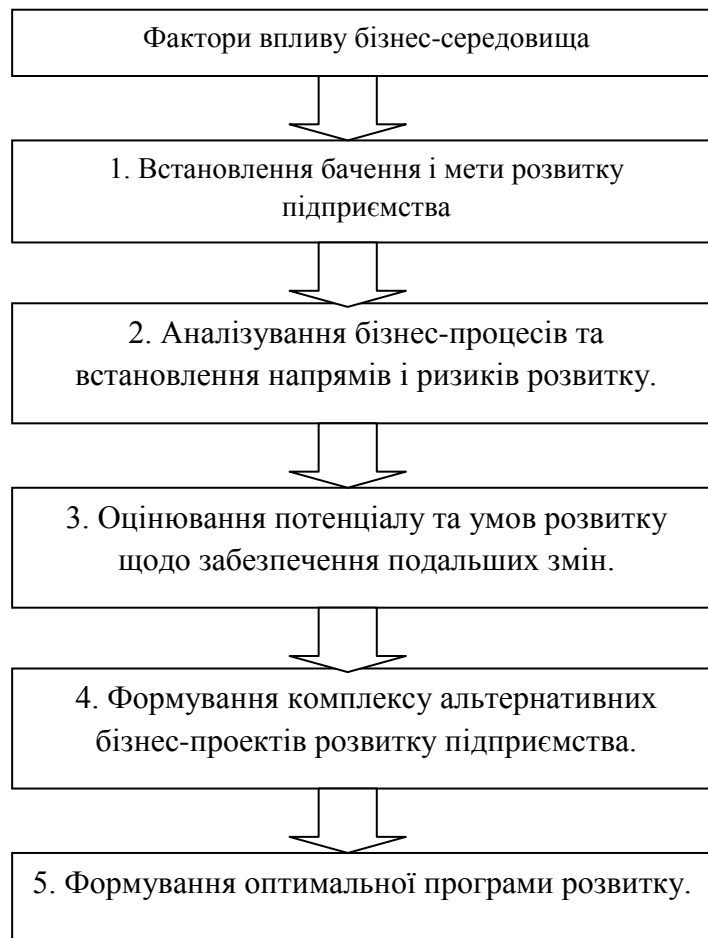 Фактори впливу бізнес-середовища
1. Встановлення бачення і мети розвитку
підприємства
2. Аналізування бізнес-процесів та
встановлення напрямів і ризиків розвитку.
3. Оцінювання потенціалу та умов розвитку
щодо забезпечення подальших змін.
4. Формування комплексу альтернативних
бізнес-проектів розвитку підприємства.
5. Формування оптимальної програми розвитку.